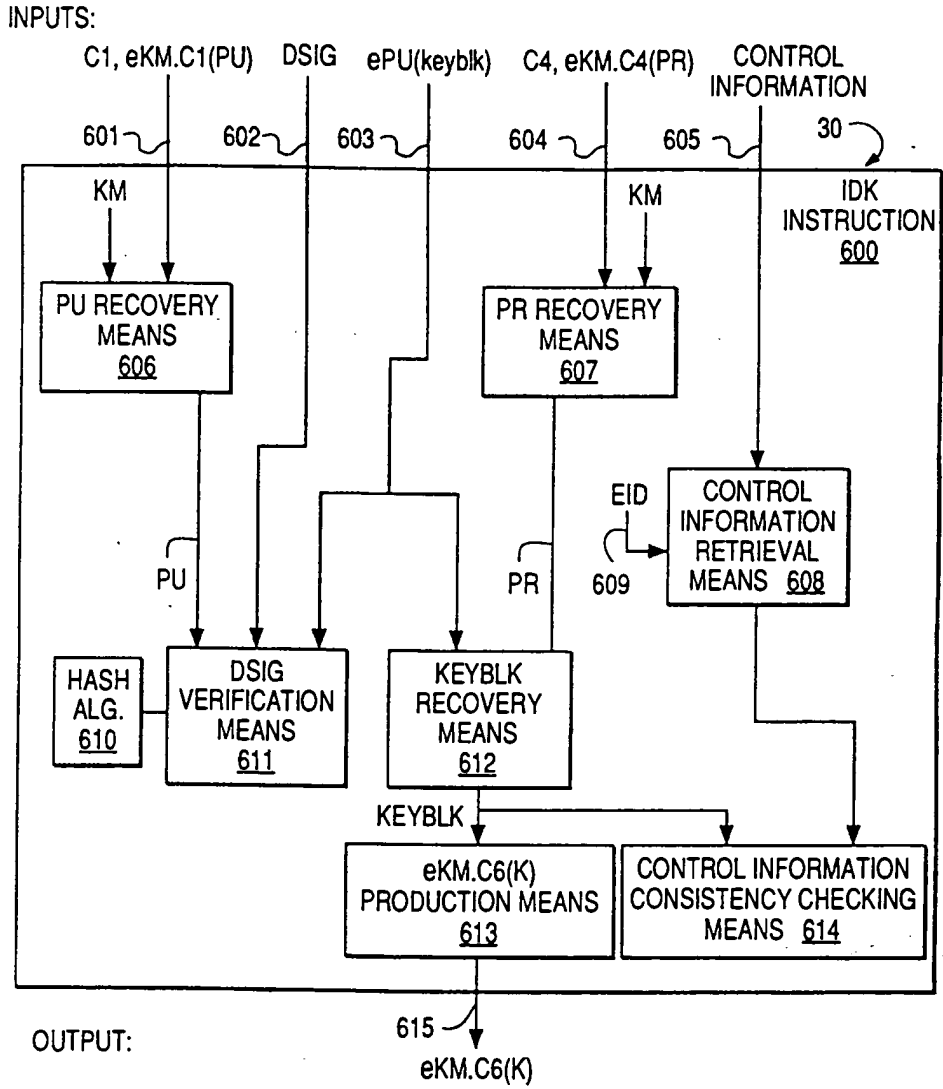 INPUTS:
C1, eKM.C1(PU)
DSIG
ePU(keyblk)
C4, eKM.C4(PR)
CONTROL
INFORMATION
601
602
603
604
605
30
KM
KM
IDK
INSTRUCTION
600
PU RECOVERY
MEANS
606
PR RECOVERY
MEANS
607
EID
609
CONTROL
INFORMATION
RETRIEVAL
MEANS 608
PU
PR
HASH
ALG.
610
DSIG
VERIFICATION
MEANS
611
KEYBLK
RECOVERY
MEANS
612
KEYBLK
eKM.C6(K)
PRODUCTION MEANS
613
CONTROL INFORMATION
CONSISTENCY CHECKING
MEANS 614
615
OUTPUT:
eKM.C6(K)